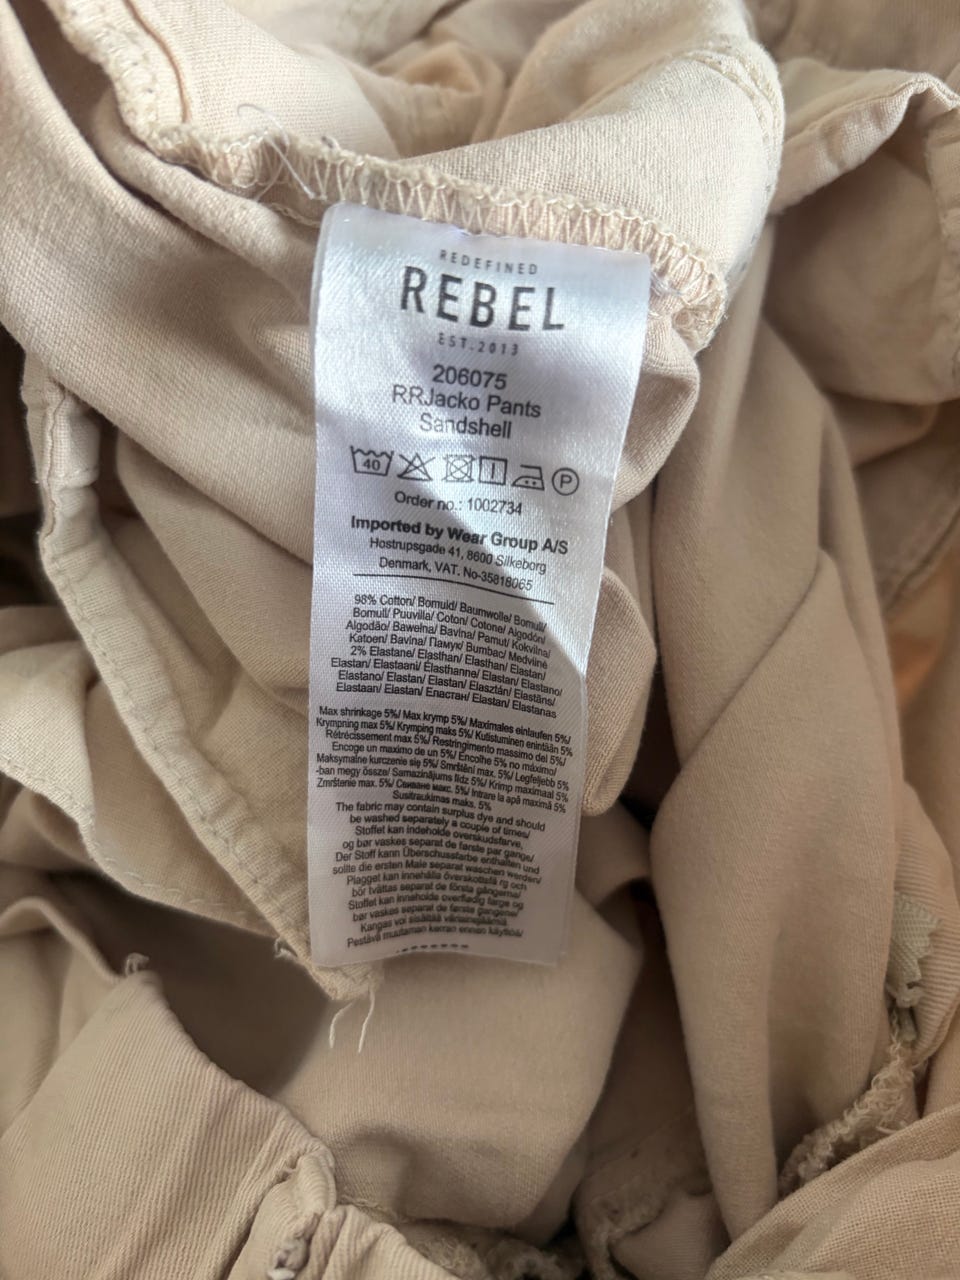 REDEFINED
REBEL
EST.2013
206075
RRJacko Pants
Sandshell
40 P
Order no.: 1002734
Imported by Wear Group A/S
Hostrupsgade 41, 8600 Silkeborg
Denmark, VAT. No-35818065
98% Cotton/ Bomuld/ Baumwolle/ Bomull/
Bomull/ Puuvilla/ Coton/ Cotone/ Algodón/
Algodão/ Bawełna/ Bavlna/ Pamut/ Kokvilna/
Katoen/ Bavlna/ Памук/ Bumbac/ Medvilnė
2% Elastane/ Elasthan/ Elasthan/ Elastan/
Elastan/ Elastaani/ Élasthanne/ Elastan/ Elastano/
Elastano/ Elastan/ Elastan/ Elasztán/ Elastāns/
Elastaan/ Elastan/ Еластан/ Elastan/ Elastanas
Max shrinkage 5%/ Max krymp 5%/ Maximales einlaufen 5%/
Krympning max 5%/ Krymping maks 5%/ Kutistuminen enintään 5%
Rétrécissement max 5%/ Restringimento massimo del 5%/
Encoge un maximo de un 5%/ Encolhe 5% no máximo/
Maksymalne kurczenie się 5%/ Smrštění max. 5%/ Legfeljebb 5%
-ban megy össze/ Samazinājums līdz 5%/ Krimp maximaal 5%
Zmrštenie max. 5%/ Свиване макс. 5%/ Intrare la apă maximă 5%
Susitraukimas maks. 5%
The fabric may contain surplus dye and should
be washed separately a couple of times/
Stoffet kan indeholde overskudsfarve,
og bør vaskes separat de første par gange/
Der Stoff kann Überschussfarbe enthalten und
sollte die ersten Male separat waschen werden/
Plagget kan innehålla överskottsfä rg och
bör tvättas separat de första gångerna/
Stoffet kan inneholde overflødig farge og
bør vaskes separat de første gangene/
Kangas voi sisältää väriainejäämiä
Pestävä muutaman kerran ennen käyttöä/